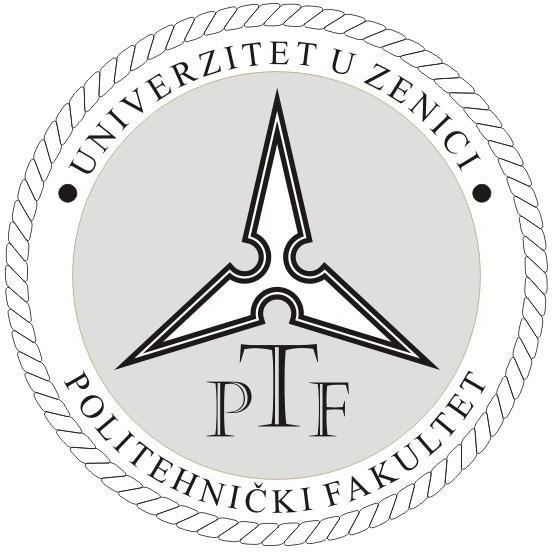 UNIVERZITET U ZENICI
PTF
POLITEHNIČKI FAKULTET